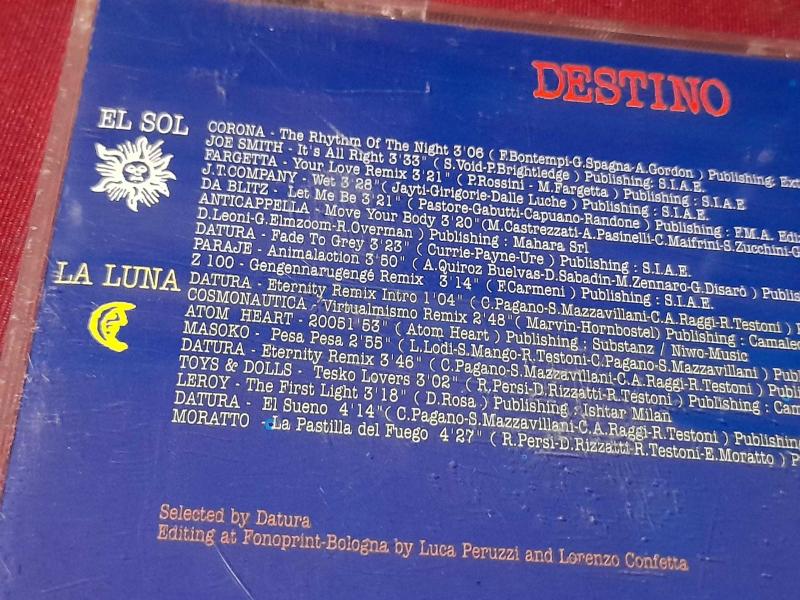 DESTINO
EL SOL
CORONA - The Rhythm Of The Night 3'06 ( F.Bontempi-G.Spagna-A.Gordon ) Publishing: Extr
JOE SMITH - It's All Right 3'33" ( S.Void-P.Brightledge ) Publishing: S.I.A.E.
FARGETTA - Your Love Remix 3'21" ( P.Rossini - M.Fargetta ) Publishing: S.I.A.E
J.T.COMPANY - Wet 3'28" ( Jayti-Girigorie-Dalle Luche ) Publishing: S.I.A.E.
DA BLITZ - Let Me Be 3'21" ( Pastore-Gabutti-Capuano-Randone ) Publishing: F.M.A. Edi
ANTICAPPELLA - Move Your Body 3'20"(M.Castrezzati-A.Pasinelli-C.Maifrini-S.Zucchini-G
D.Leoni-G.Elmzoom-R.Overman ) Publishing: Mahara Srl
DATURA - Fade To Grey 3'23" ( Currie-Payne-Ure ) Publishing : S.I.A.E.
PARAJE - Animalaction 3'50" ( A.Quiroz Buelvas-D.Sabadin-M.Zennaro-G.Disarò ) Publis
Z 100 - Gengennarugengè Remix 3'14" ( F.Carmeni ) Publishing : S.I.A.E.
LA LUNA
DATURA - Eternity Remix Intro 1'04" ( C.Pagano-S.Mazzavillani-C.A.Raggi-R.Testoni )
COSMONAUTICA - Virtualmismo Remix 2'48"( Marvin-Hornbostel) Publishing : Camaleo
ATOM HEART - 20051'53" ( Atom Heart ) Publishing : Substanz / Niwo-Music
MASOKO - Pesa Pesa 2'55" ( L.Lodi-S.Mango-R.Testoni-C.Pagano-S.Mazzavillani )
DATURA - Eternity Remix 3'46" ( C.Pagano-S.Mazzavillani-C.A.Raggi-R.Testoni ) Pub
TOYS & DOLLS - Tesko Lovers 3'02" ( R.Persi-D.Rizzatti-R.Testoni ) Publishing : Cam
LEROY - The First Light 3'18" ( D.Rosa ) Publishing : Ishtar Milan
DATURA - El Sueno 4'14"( C.Pagano-S.Mazzavillani-C.A.Raggi-R.Testoni ) Publishin
MORATTO - La Pastilla del Fuego 4'27" ( R.Persi-D.Rizzatti-R.Testoni-E.Moratto ) P
Selected by Datura
Editing at Fonoprint-Bologna by Luca Peruzzi and Lorenzo Confetta